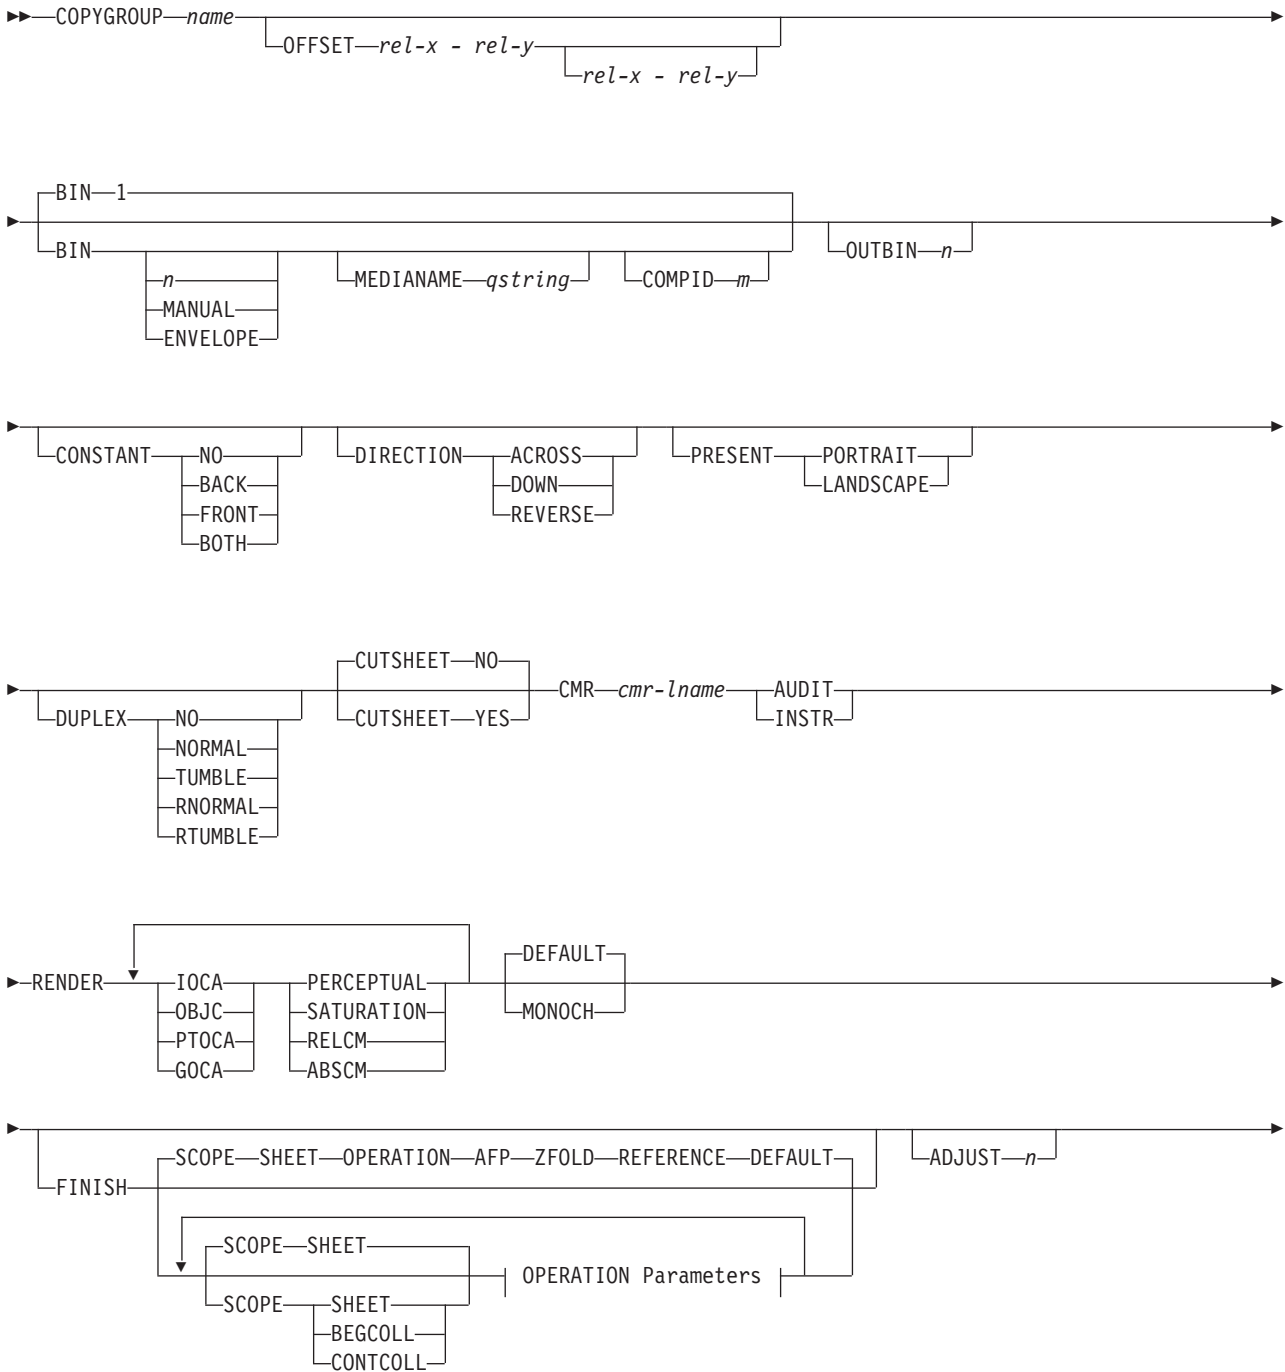 COPYGROUP name
OFFSET rel-x - rel-y
rel-x - rel-y
BIN 1
BIN
n
MANUAL
ENVELOPE
MEDIANAME qstring
COMPID m
OUTBIN n
CONSTANT
NO
BACK
FRONT
BOTH
DIRECTION
ACROSS
DOWN
REVERSE
PRESENT
PORTRAIT
LANDSCAPE
DUPLEX
NO
NORMAL
TUMBLE
RNORMAL
RTUMBLE
CUTSHEET NO
CUTSHEET YES
CMR cmr-lname
AUDIT
INSTR
RENDER
IOCA
OBJC
PTOCA
GOCA
PERCEPTUAL
SATURATION
RELCM
ABSCM
DEFAULT
MONOCH
FINISH
SCOPE SHEET OPERATION AFP ZFOLD REFERENCE DEFAULT
SCOPE SHEET
SCOPE
SHEET
BEGCOLL
CONTCOLL
OPERATION Parameters
ADJUST n